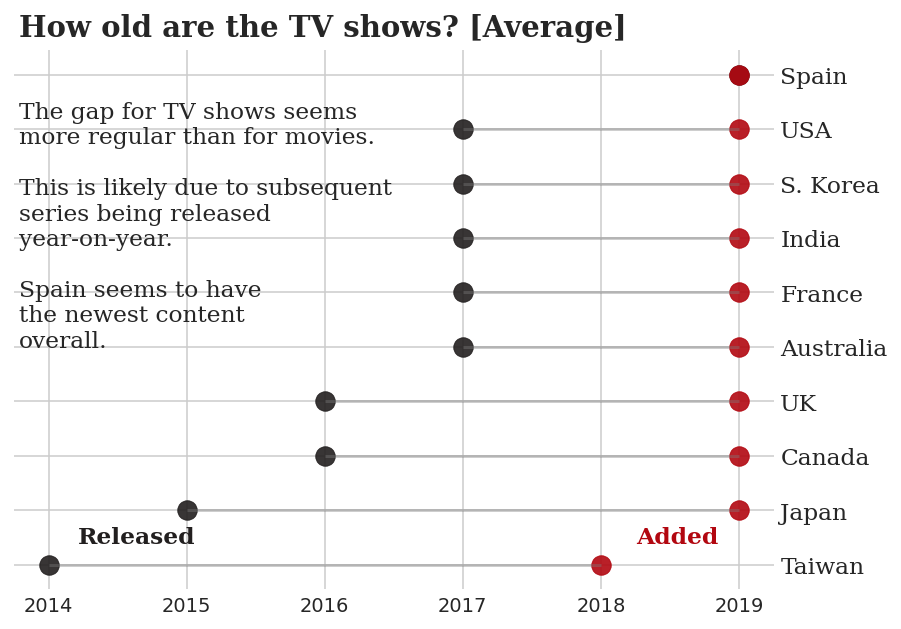 How old are the TV shows? [Average]
Spain
The gap for TV shows seems
more regular than for movies.
USA
This is likely due to subsequent
series being released
year-on-year.
S. Korea
India
Spain seems to have
the newest content
overall.
France
Australia
UK
Canada
Japan
Released
Added
Taiwan
2014 2015 2016 2017 2018 2019